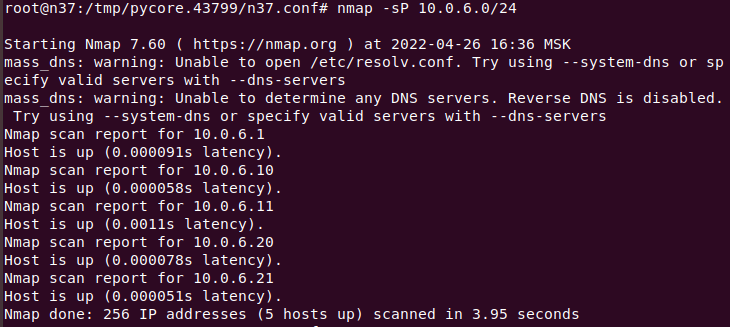 root@n37:/tmp/pycore.43799/n37.conf# nmap -sP 10.0.6.0/24
Starting Nmap 7.60 ( https://nmap.org ) at 2022-04-26 16:36 MSK
mass_dns: warning: Unable to open /etc/resolv.conf. Try using --system-dns or sp
ecify valid servers with --dns-servers
mass_dns: warning: Unable to determine any DNS servers. Reverse DNS is disabled.
 Try using --system-dns or specify valid servers with --dns-servers
Nmap scan report for 10.0.6.1
Host is up (0.000091s latency).
Nmap scan report for 10.0.6.10
Host is up (0.000058s latency).
Nmap scan report for 10.0.6.11
Host is up (0.0011s latency).
Nmap scan report for 10.0.6.20
Host is up (0.000078s latency).
Nmap scan report for 10.0.6.21
Host is up (0.000051s latency).
Nmap done: 256 IP addresses (5 hosts up) scanned in 3.95 seconds